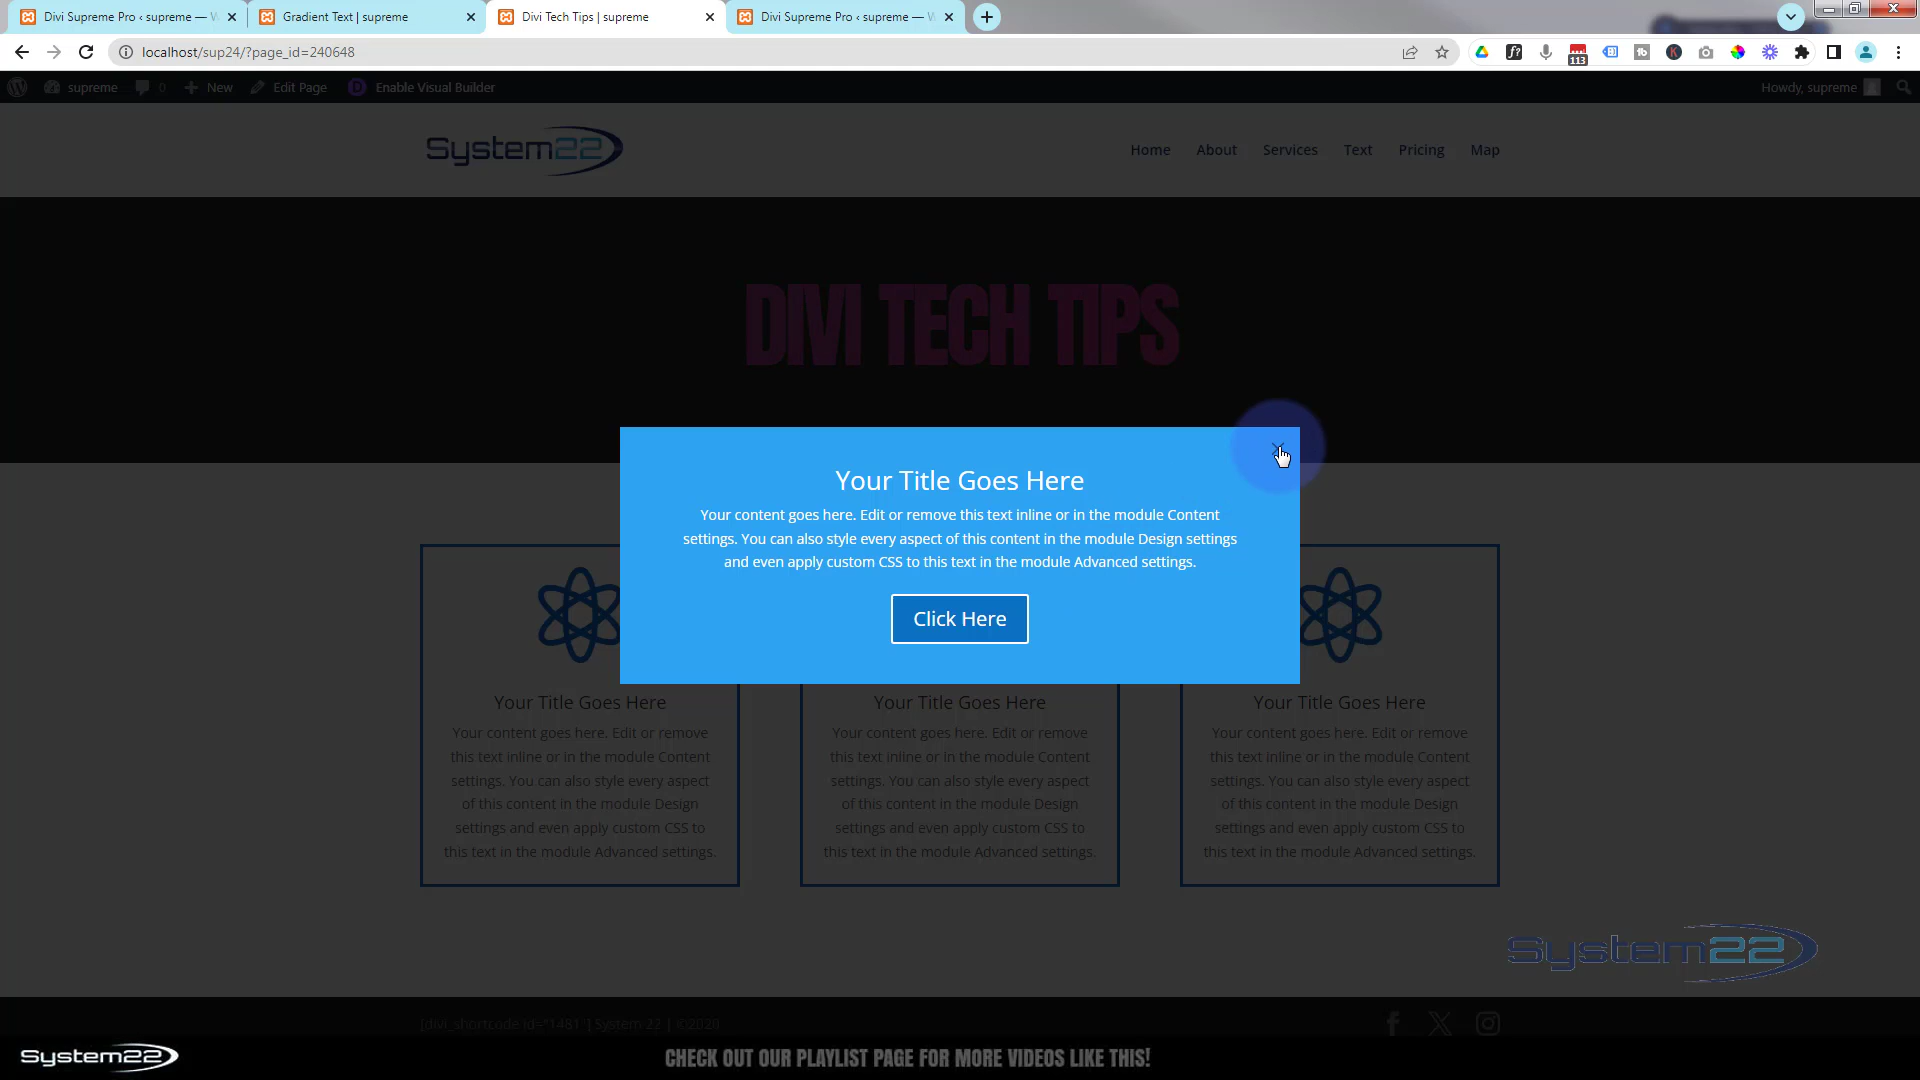 Divi Supreme Pro ‹ supreme — W
Gradient Text | supreme
Divi Tech Tips | supreme
Divi Supreme Pro ‹ supreme — W
localhost/sup24/?page_id=240648
113
supreme
0
New
Edit Page
Enable Visual Builder
Howdy, supreme
System22
Home
About
Services
Text
Pricing
Map
DIVI TECH TIPS
Your Title Goes Here
Your content goes here. Edit or remove this text inline or in the module Content
settings. You can also style every aspect of this content in the module Design settings
and even apply custom CSS to this text in the module Advanced settings.
Click Here
Your Title Goes Here
Your content goes here. Edit or remove
this text inline or in the module Content
settings. You can also style every aspect
of this content in the module Design
settings and even apply custom CSS to
this text in the module Advanced settings.
Your Title Goes Here
Your content goes here. Edit or remove
this text inline or in the module Content
settings. You can also style every aspect
of this content in the module Design
settings and even apply custom CSS to
this text in the module Advanced settings.
Your Title Goes Here
Your content goes here. Edit or remove
this text inline or in the module Content
settings. You can also style every aspect
of this content in the module Design
settings and even apply custom CSS to
this text in the module Advanced settings.
System22
[divi_shortcode id="1481"] System 22 | ©2020
System22
CHECK OUT OUR PLAYLIST PAGE FOR MORE VIDEOS LIKE THIS!